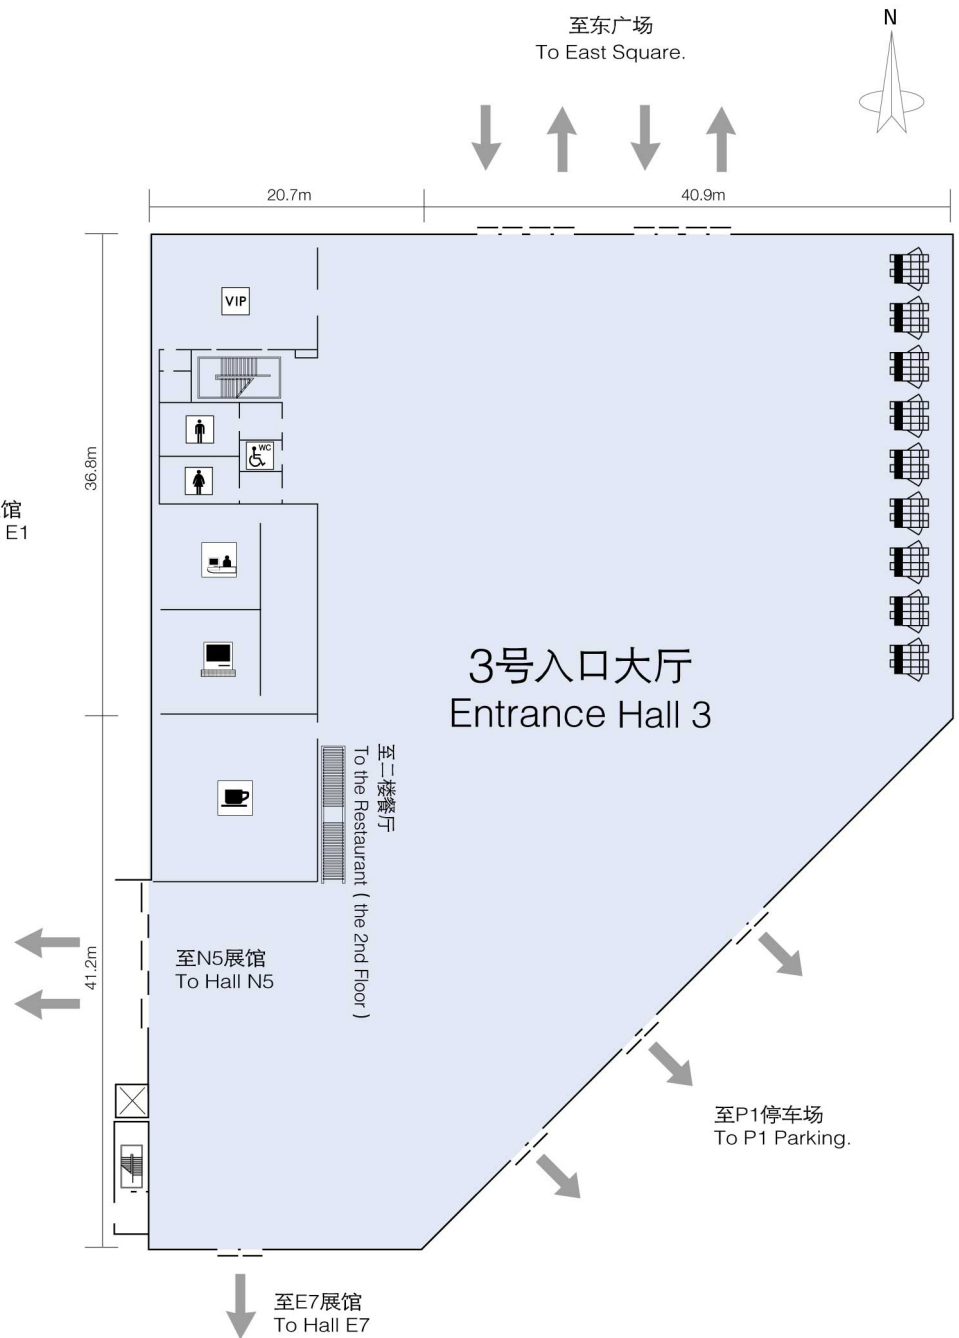 至东广场
To East Square.
N
20.7m
40.9m
VIP
36.8m
WC
馆
E1
3号入口大厅
Entrance Hall 3
至二楼餐厅
To the Restaurant ( the 2nd Floor )
41.2m
至N5展馆
To Hall N5
至P1停车场
To P1 Parking.
至E7展馆
To Hall E7